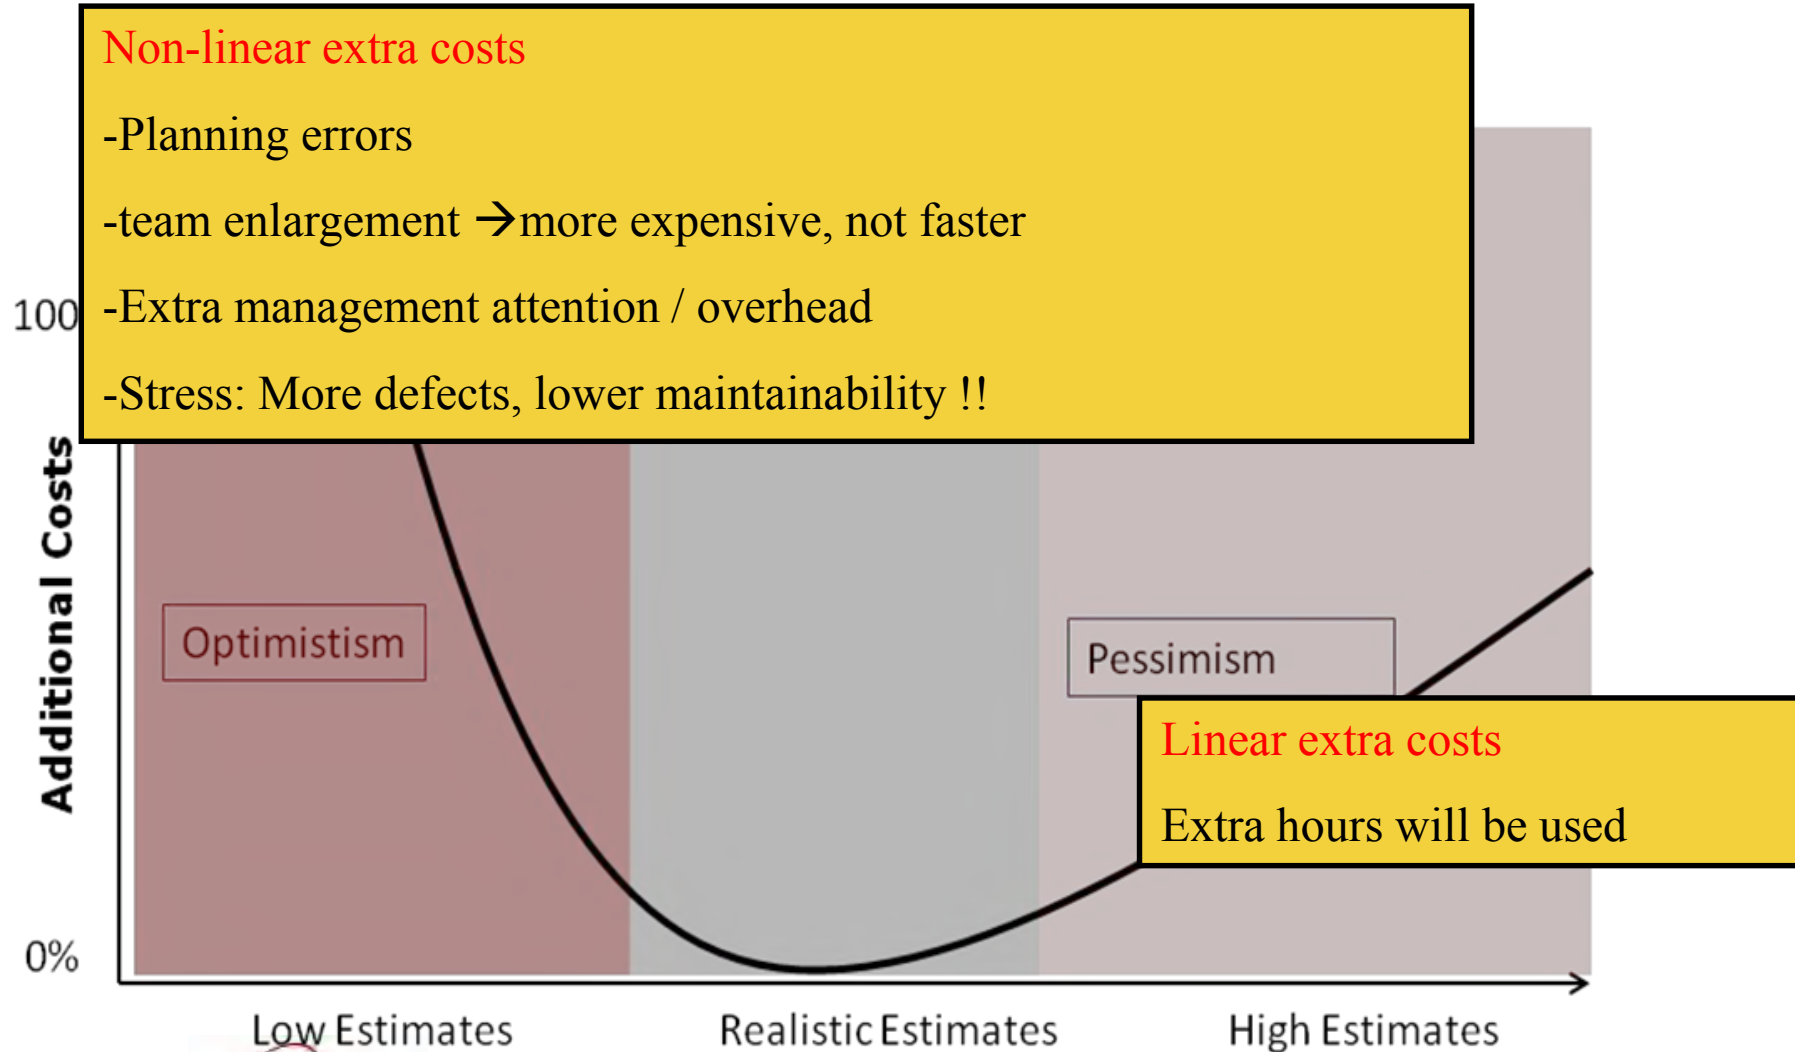 Non-linear extra costs
-Planning errors
-team enlargement →more expensive, not faster
-Extra management attention / overhead
-Stress: More defects, lower maintainability !!
100
Additional Costs
Optimistism
Pessimism
Linear extra costs
Extra hours will be used
0%
Low Estimates
Realistic Estimates
High Estimates